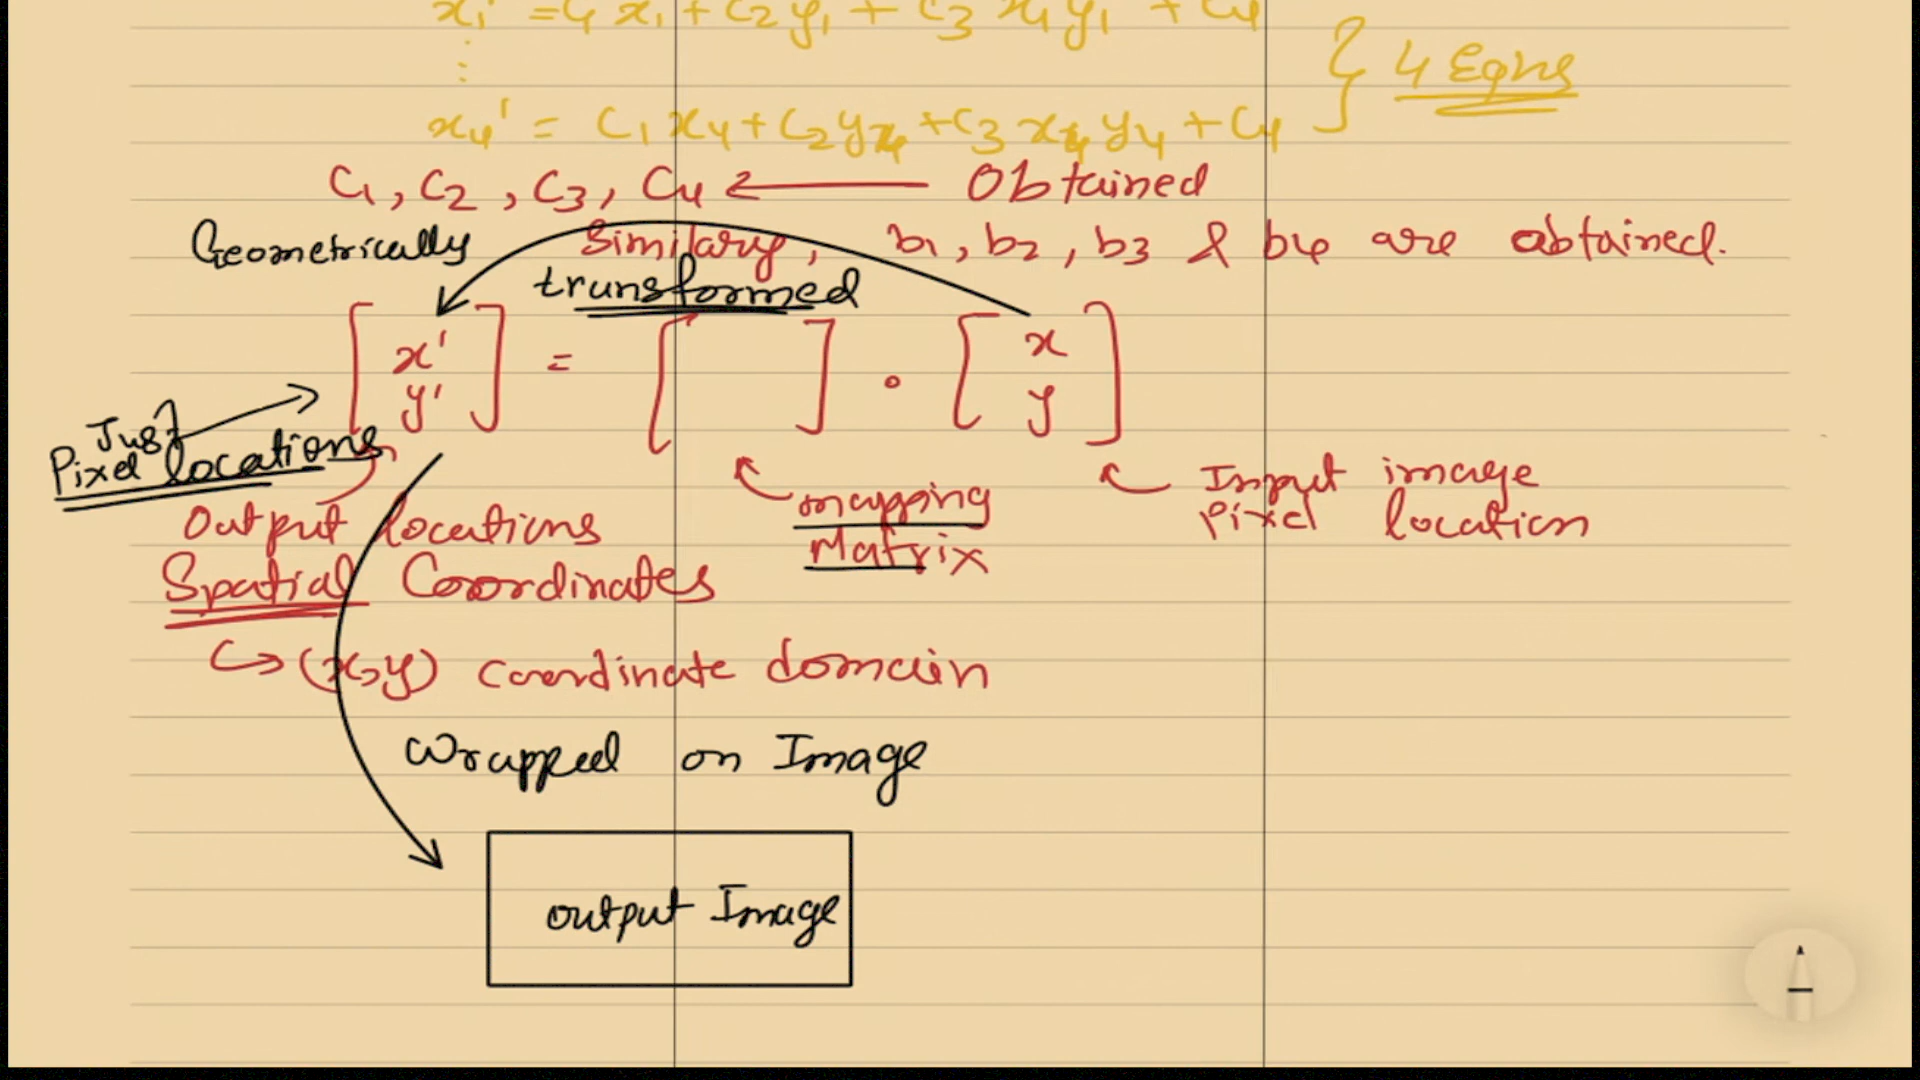 x₁' = C₁x₁ + C₂y₁ + C₃x₁y₁ + C₄
:
x₄' = C₁x₄ + C₂y₄ + C₃x₄y₄ + C₄ } 4 Eqns
C₁, C₂, C₃, C₄ ← Obtained
Similary, b₁, b₂, b₃ & b₄ are obtained.
Geometrically transformed
[x' y'] = [ ] . [x y]
Just Pixel locations
Output locations
Spatial Coordinates
mapping Matrix
Input image Pixel location
↪ (x,y) coordinate domain
Wrapped on Image
output Image